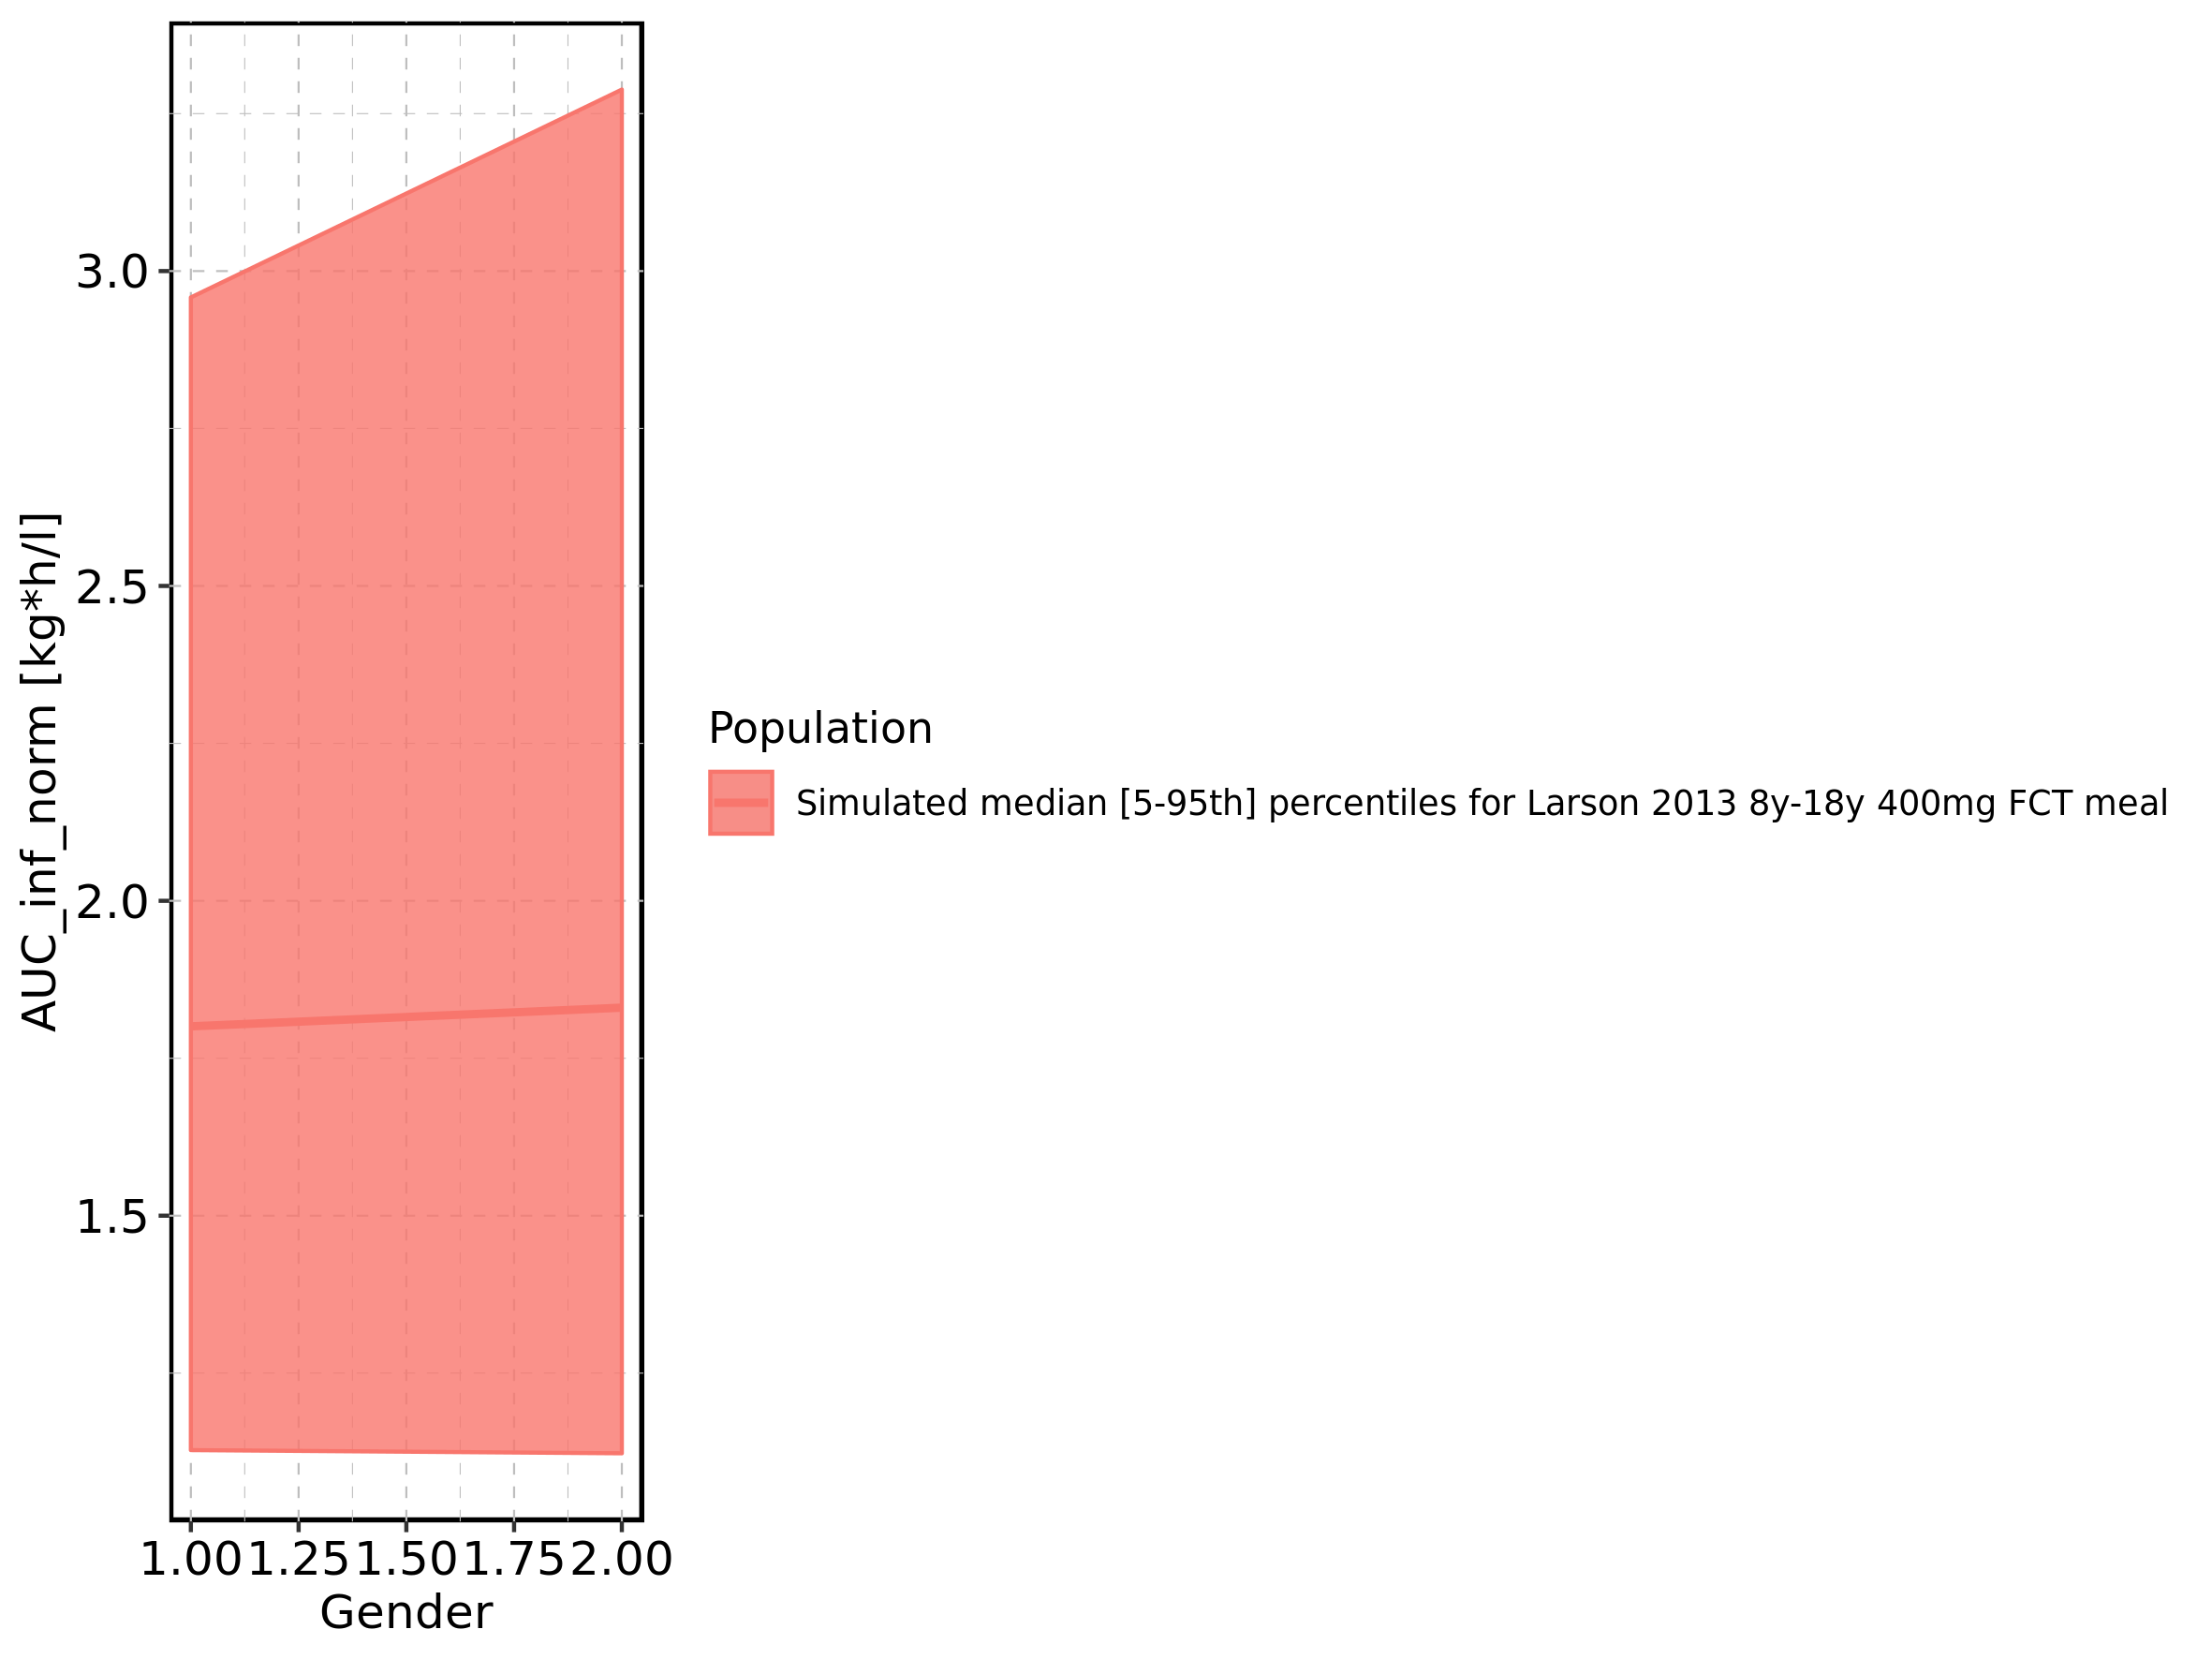 AUC_inf_norm [kg*h/l]
3.0
2.5
2.0
1.5
1.00 1.25 1.50 1.75 2.00
Gender
Population
Simulated median [5-95th] percentiles for Larson 2013 8y-18y 400mg FCT meal